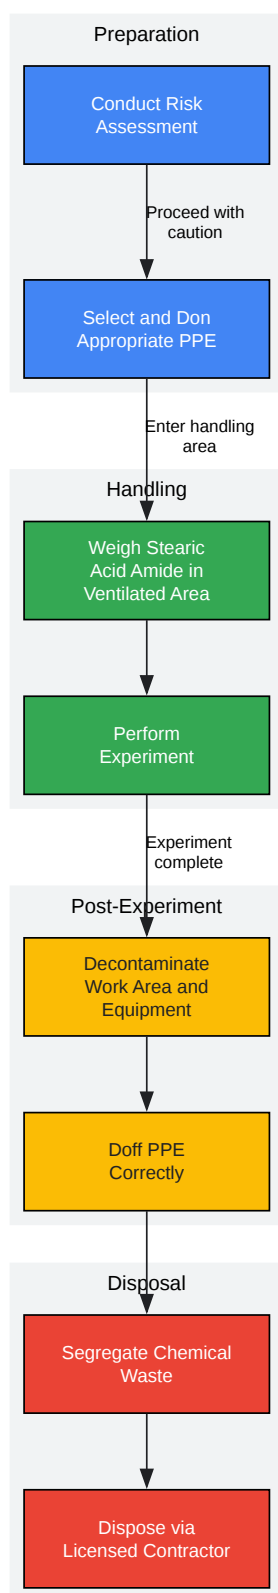 Preparation
Conduct Risk
Assessment
Proceed with
caution
Select and Don
Appropriate PPE
Enter handling
area
Handling
Weigh Stearic
Acid Amide in
Ventilated Area
Perform
Experiment
Experiment
complete
Post-Experiment
Decontaminate
Work Area and
Equipment
Doff PPE
Correctly
Disposal
Segregate Chemical
Waste
Dispose via
Licensed Contractor